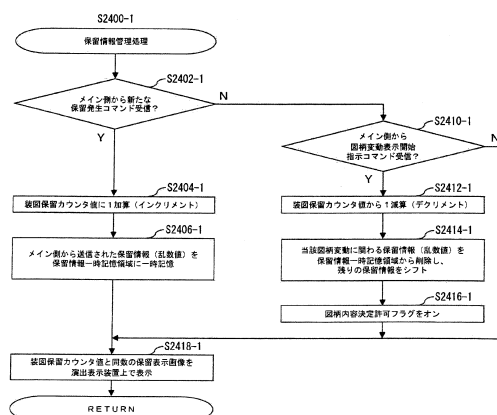 S2400-1
保留情報管理処理
S2402-1
メイン側から新たな
保留発生コマンド受信？
N
Y
S2410-1
メイン側から
図柄変動表示開始
指示コマンド受信？
N
Y
S2404-1
装図保留カウンタ値に１加算（インクリメント）
S2412-1
装図保留カウンタ値から１減算（デクリメント）
S2406-1
メイン側から送信された保留情報（乱数値）を
保留情報一時記憶領域に一時記憶
S2414-1
当該図柄変動に関わる保留情報（乱数値）を
保留情報一時記憶領域から削除し、
残りの保留情報をシフト
S2416-1
図柄内容決定許可フラグをオン
S2418-1
装図保留カウンタ値と同数の保留表示画像を
演出表示装置上で表示
RETURN